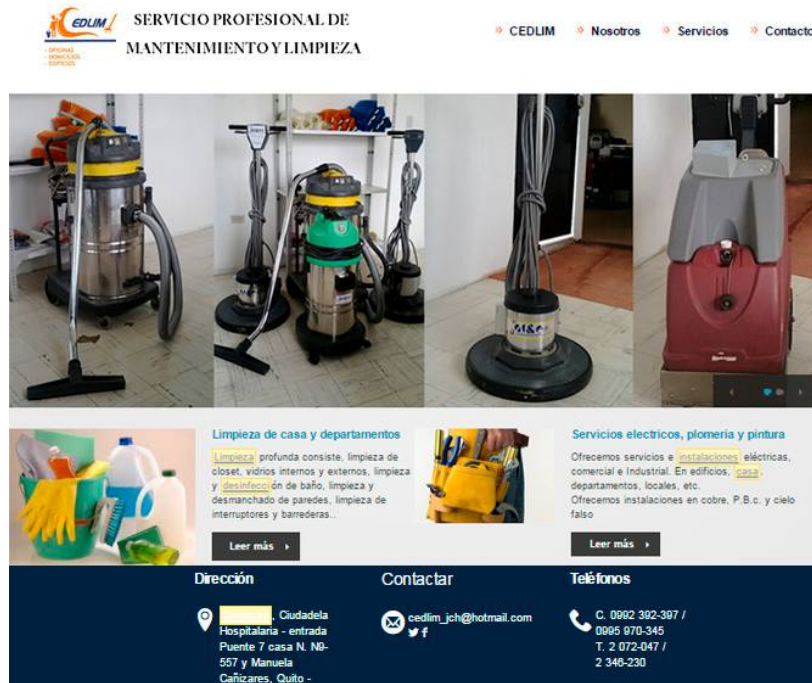 CEDLIM
- OFICINAS
- DOMICILIOS
- EDIFICIOS
SERVICIO PROFESIONAL DE
MANTENIMIENTO Y LIMPIEZA
CEDLIM
Nosotros
Servicios
Contacto
Limpieza de casa y departamentos
Limpieza profunda consiste, limpieza de
closet, vidrios internos y externos, limpieza
y desinfección de baño, limpieza y
desmanchado de paredes, limpieza de
interruptores y barrederas..
Leer más
Servicios electricos, plomeria y pintura
Ofrecemos servicios e instalaciones eléctricas,
comercial e Industrial. En edificios, casa,
departamentos, locales, etc.
Ofrecemos instalaciones en cobre, P.B.c. y cielo
falso
Leer más
Dirección
, Ciudadela
Hospitalaria - entrada
Puente 7 casa N. N9-
557 y Manuela
Cañizares, Quito -
Contactar
cedlim_jch@hotmail.com
Teléfonos
C. 0992 392-397 /
0995 970-345
T. 2 072-047 /
2 346-230